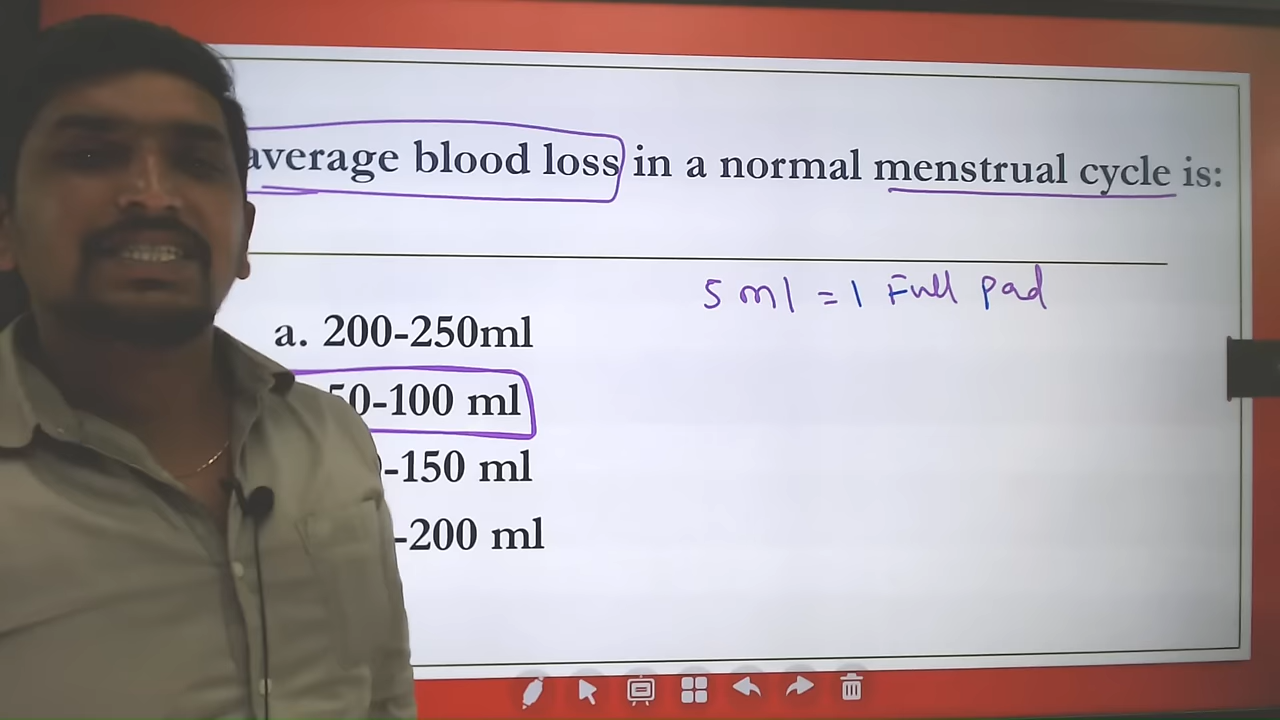 average blood loss in a normal menstrual cycle is:
5 ml = 1 Full pad
a. 200-250ml
50-100 ml
-150 ml
-200 ml